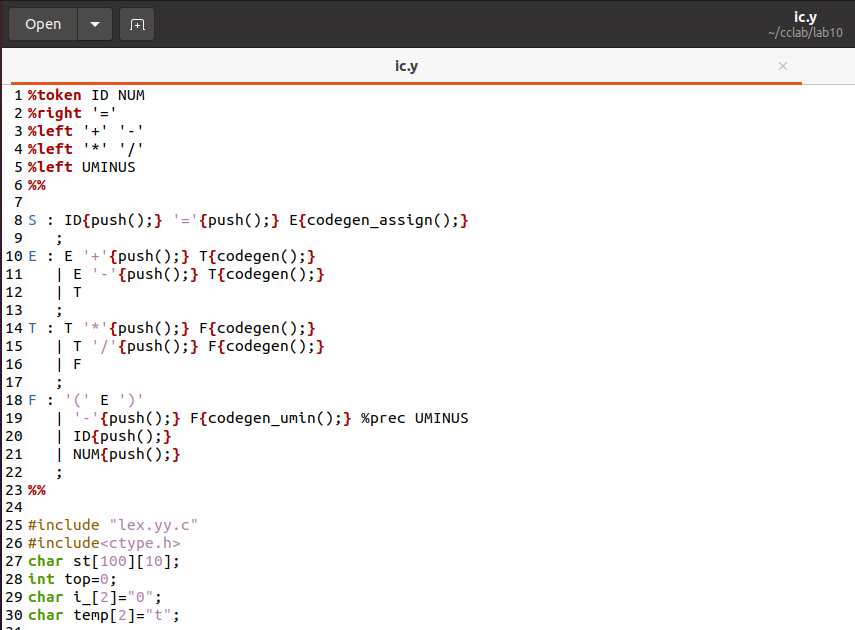 Open
ic.y
~/cclab/lab10
ic.y ×
1 %token ID NUM
2 %right '='
3 %left '+' '-'
4 %left '*' '/'
5 %left UMINUS
6 %%
7
8 S : ID{push();} '='{push();} E{codegen_assign();}
9    ;
10 E : E '+'{push();} T{codegen();}
11    | E '-'{push();} T{codegen();}
12    | T
13    ;
14 T : T '*'{push();} F{codegen();}
15    | T '/'{push();} F{codegen();}
16    | F
17    ;
18 F : '(' E ')'
19    | '-'{push();} F{codegen_umin();} %prec UMINUS
20    | ID{push();}
21    | NUM{push();}
22    ;
23 %%
24
25 #include "lex.yy.c"
26 #include<ctype.h>
27 char st[100][10];
28 int top=0;
29 char i_[2]="0";
30 char temp[2]="t";